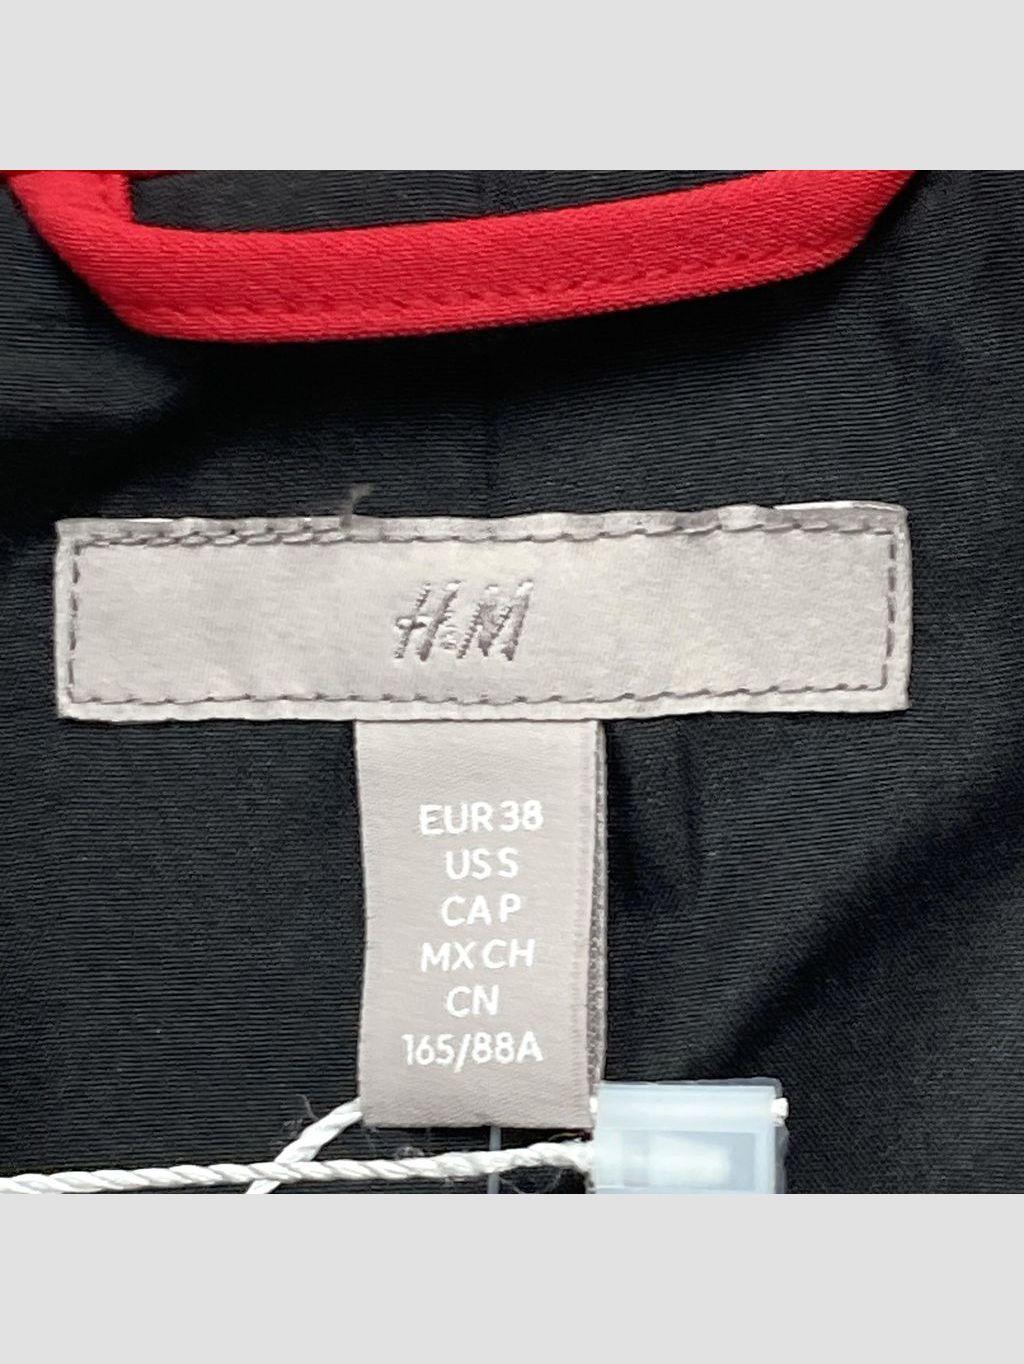 H&M
EUR 38
US S
CA P
MX CH
CN
165/88A